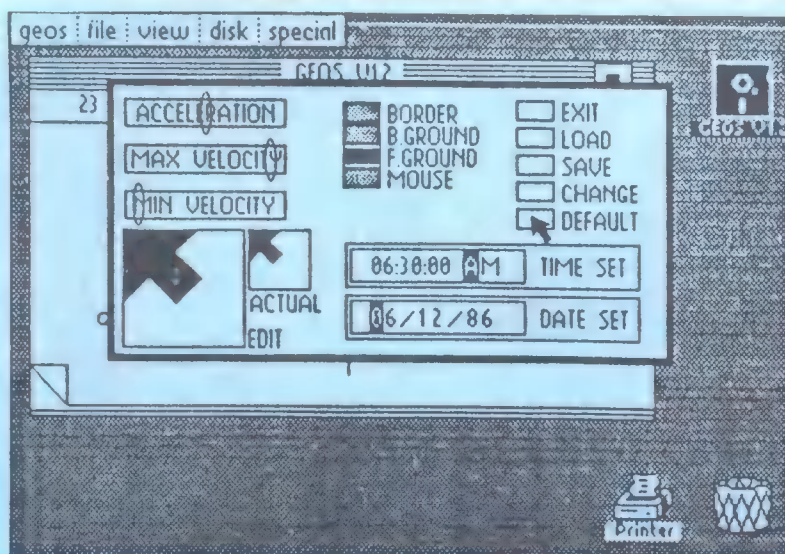 geos file view disk special
GEOS V1.2
23
ACCELERATION
MAX VELOCITY
MIN VELOCITY
BORDER
B.GROUND
F.GROUND
MOUSE
EXIT
LOAD
SAVE
CHANGE
DEFAULT
ACTUAL
EDIT
06:30:00 AM TIME SET
06/12/86 DATE SET
GEOS
Printer